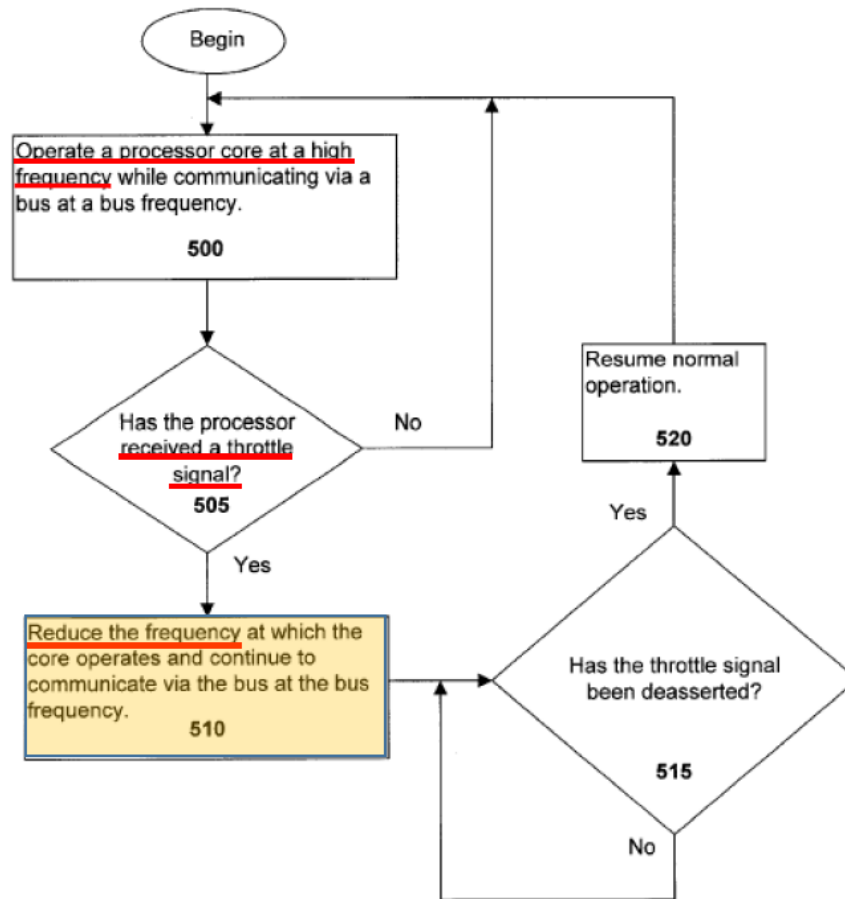 Begin
Operate a processor core at a high
frequency while communicating via a
bus at a bus frequency.
500
Has the processor
received a throttle
signal?
505
No
Yes
Reduce the frequency at which the
core operates and continue to
communicate via the bus at the bus
frequency.
510
Resume normal
operation.
520
Yes
Has the throttle signal
been deasserted?
515
No